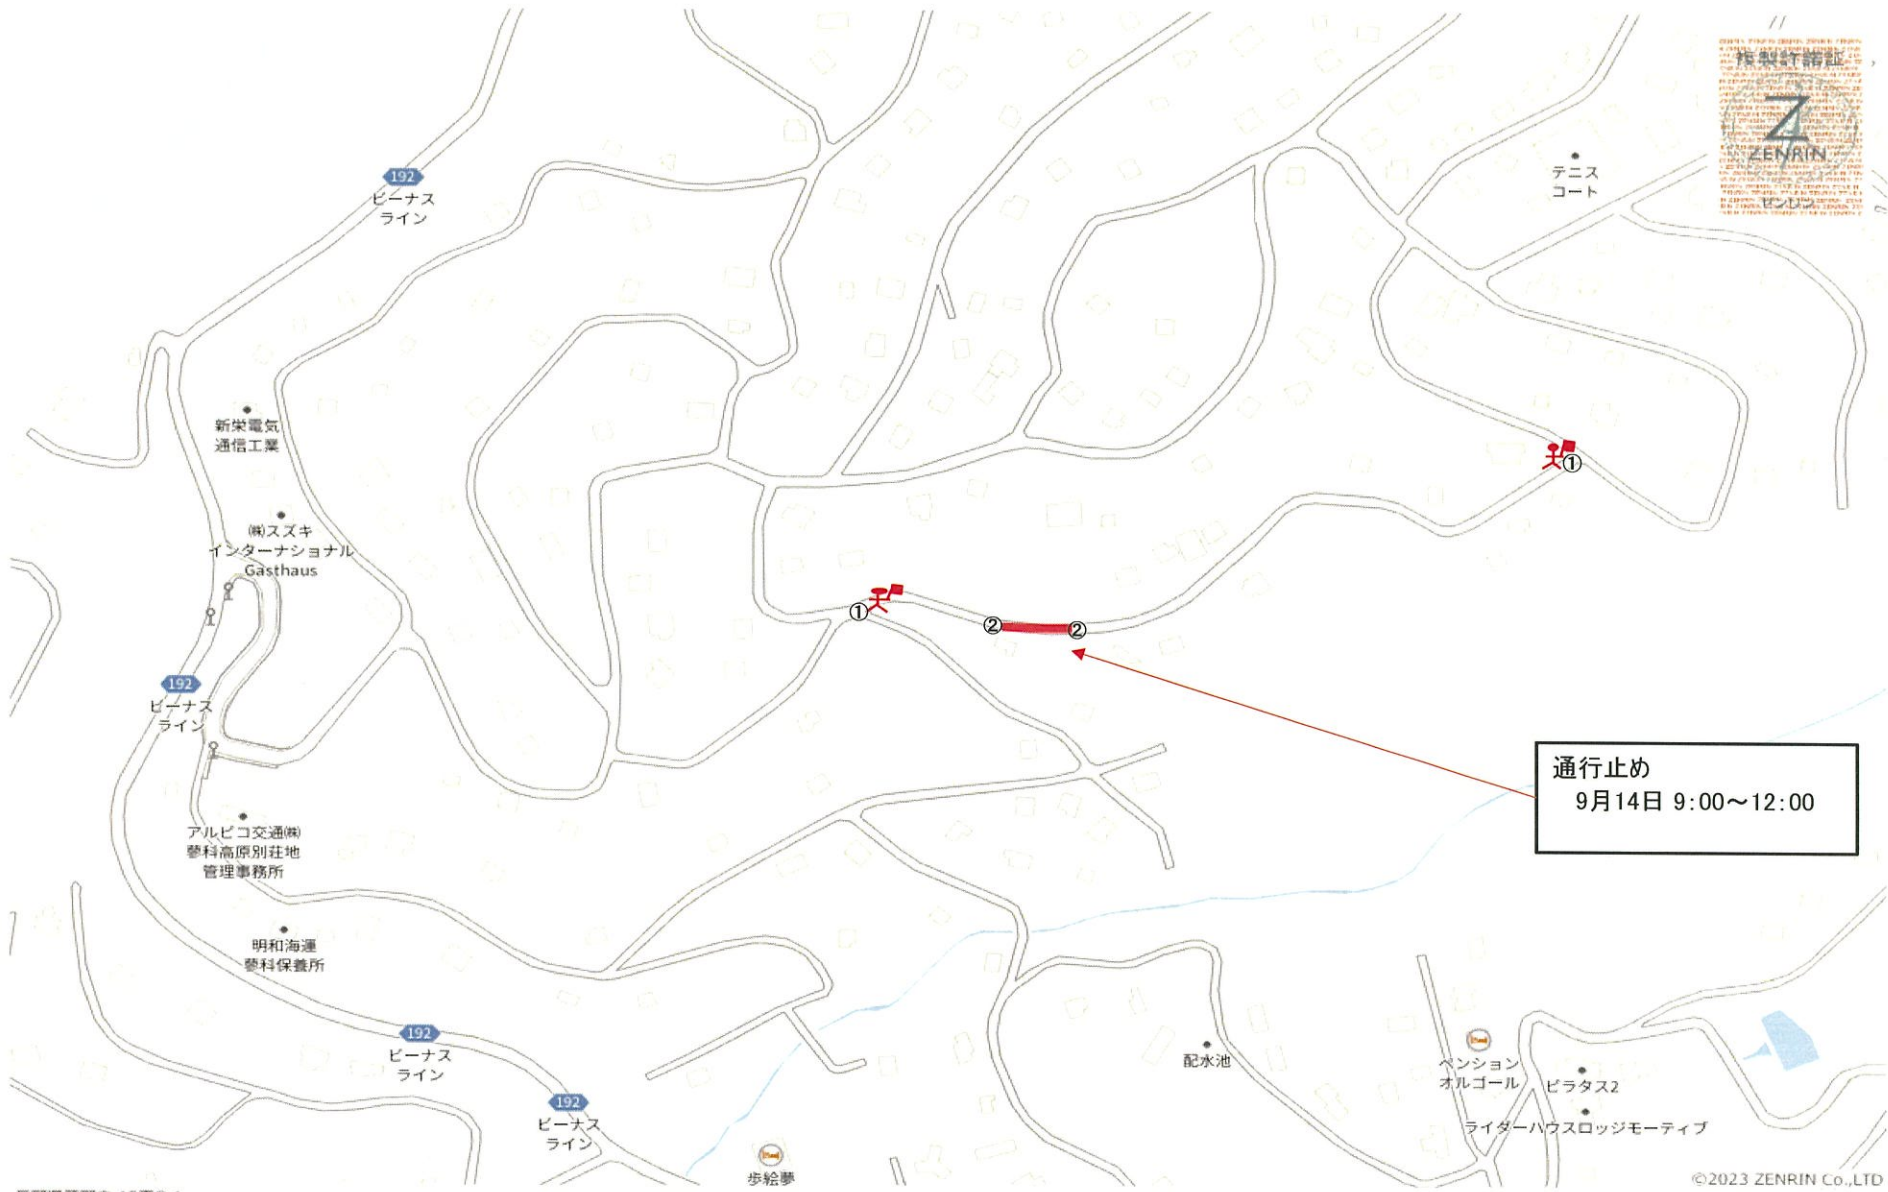 複製許諾証
Z
ZENRIN
ゼンリン
192
ビーナス
ライン
テニス
コート
新栄電気
通信工業
㈱スズキ
インターナショナル
Gasthaus
①
①
②
②
192
ビーナス
ライン
通行止め
9月14日 9:00～12:00
アルピコ交通㈱
蓼科高原別荘地
管理事務所
明和海運
蓼科保養所
192
ビーナス
ライン
配水池
ペンション
オルゴール
ピラタス2
192
ビーナス
ライン
ライダーハウスロッジモーティブ
歩絵夢
©2023 ZENRIN Co.,LTD